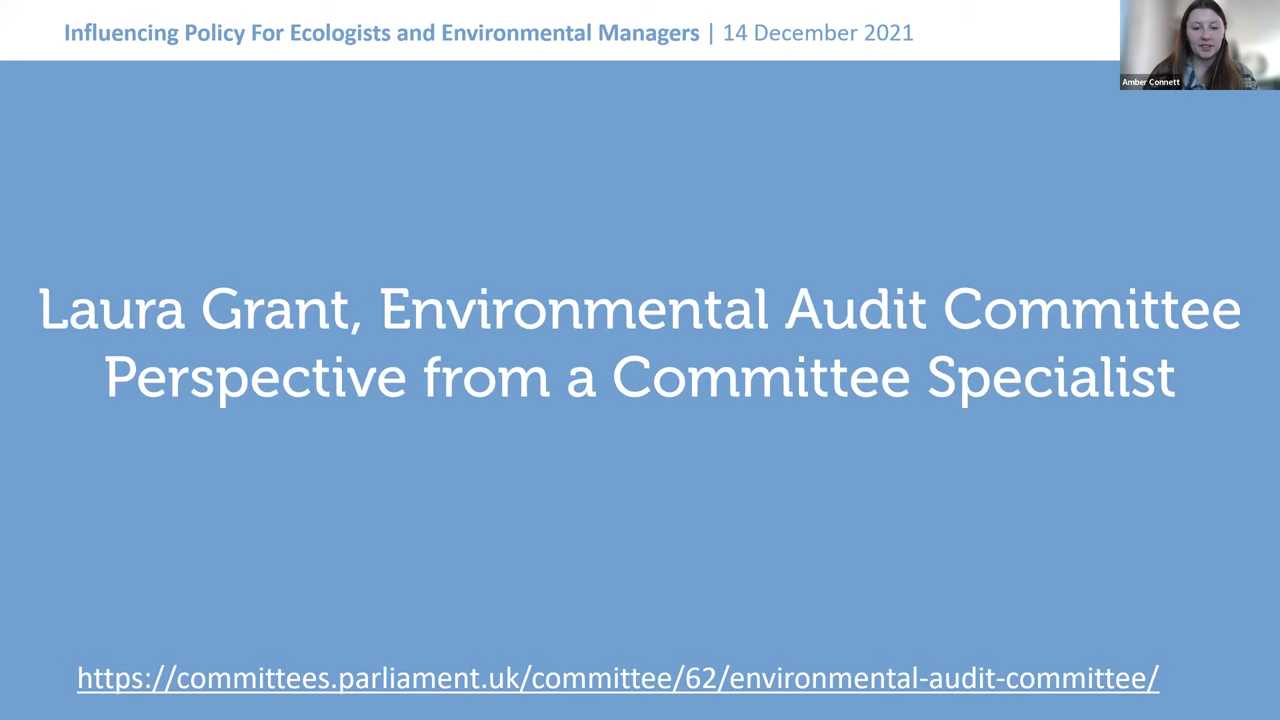 Influencing Policy For Ecologists and Environmental Managers | 14 December 2021
Amber Connett
Laura Grant, Environmental Audit Committee
Perspective from a Committee Specialist
https://committees.parliament.uk/committee/62/environmental-audit-committee/